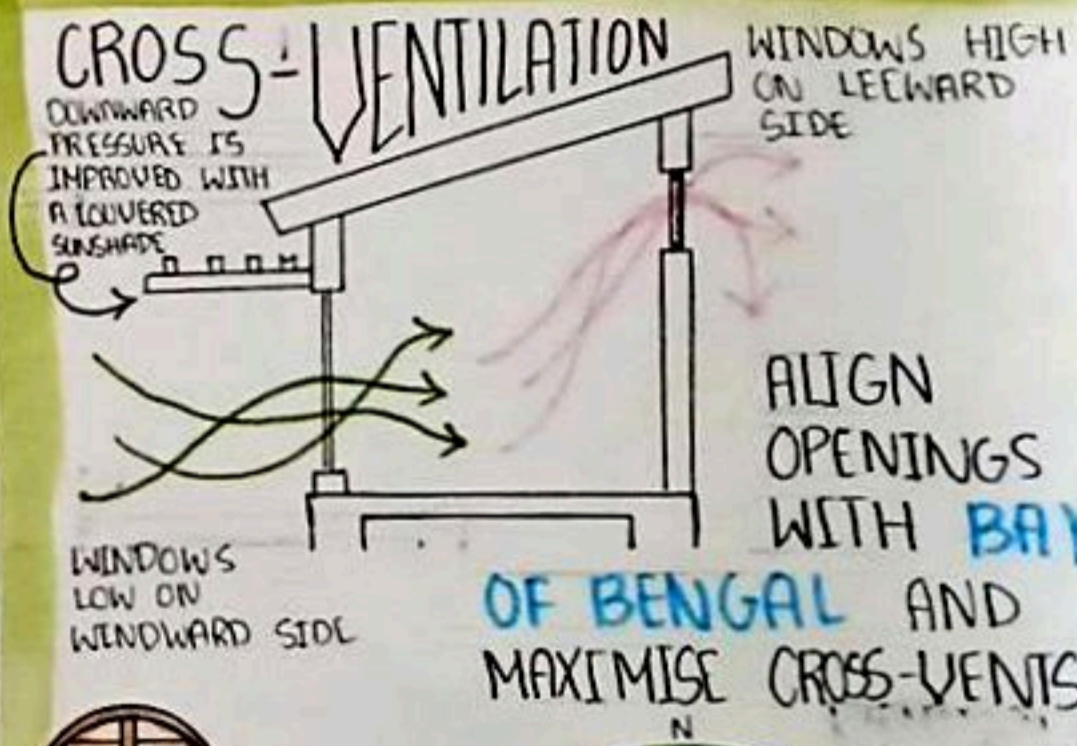 CROSS-VENTILATION
DOWNWARD
PRESSURE IS
IMPROVED WITH
A LOUVERED
SUNSHADE
WINDOWS HIGH
ON LEEWARD
SIDE
ALIGN
OPENINGS
WITH BAY
OF BENGAL AND
MAXIMISE CROSS-VENTS
WINDOWS
LOW ON
WINDWARD SIDE
N